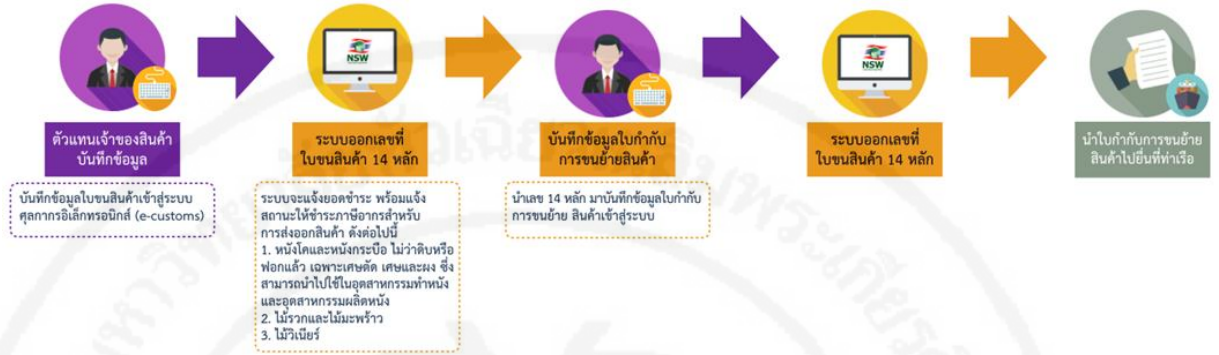 NSW
NSW
ตัวแทนเจ้าของสินค้า
บันทึกข้อมูล
ระบบออกเลขที่
ใบขนสินค้า 14 หลัก
บันทึกข้อมูลใบกำกับ
การขนย้ายสินค้า
ระบบออกเลขที่
ใบขนสินค้า 14 หลัก
นำใบกำกับการขนย้าย
สินค้าไปยื่นที่ท่าเรือ
บันทึกข้อมูลใบขนสินค้าเข้าสู่ระบบ
ศุลกากรอิเล็กทรอนิกส์ (e-customs)
ระบบจะแจ้งยอดชำระ พร้อมแจ้ง
สถานะให้ชำระภาษีอากรสำหรับ
การส่งออกสินค้า ดังต่อไปนี้
1. หนังโคและหนังกระบือ ไม่ว่าดิบหรือ
ฟอกแล้ว เฉพาะเศษตัด เศษและผง ซึ่ง
สามารถนำไปใช้ในอุตสาหกรรมทำหนัง
และอุตสาหกรรมผลิตหนัง
2. ไม้รวกและไม้มะพร้าว
3. ไม้วีเนียร์
นำเลข 14 หลัก มาบันทึกข้อมูลใบกำกับ
การขนย้าย สินค้าเข้าสู่ระบบ